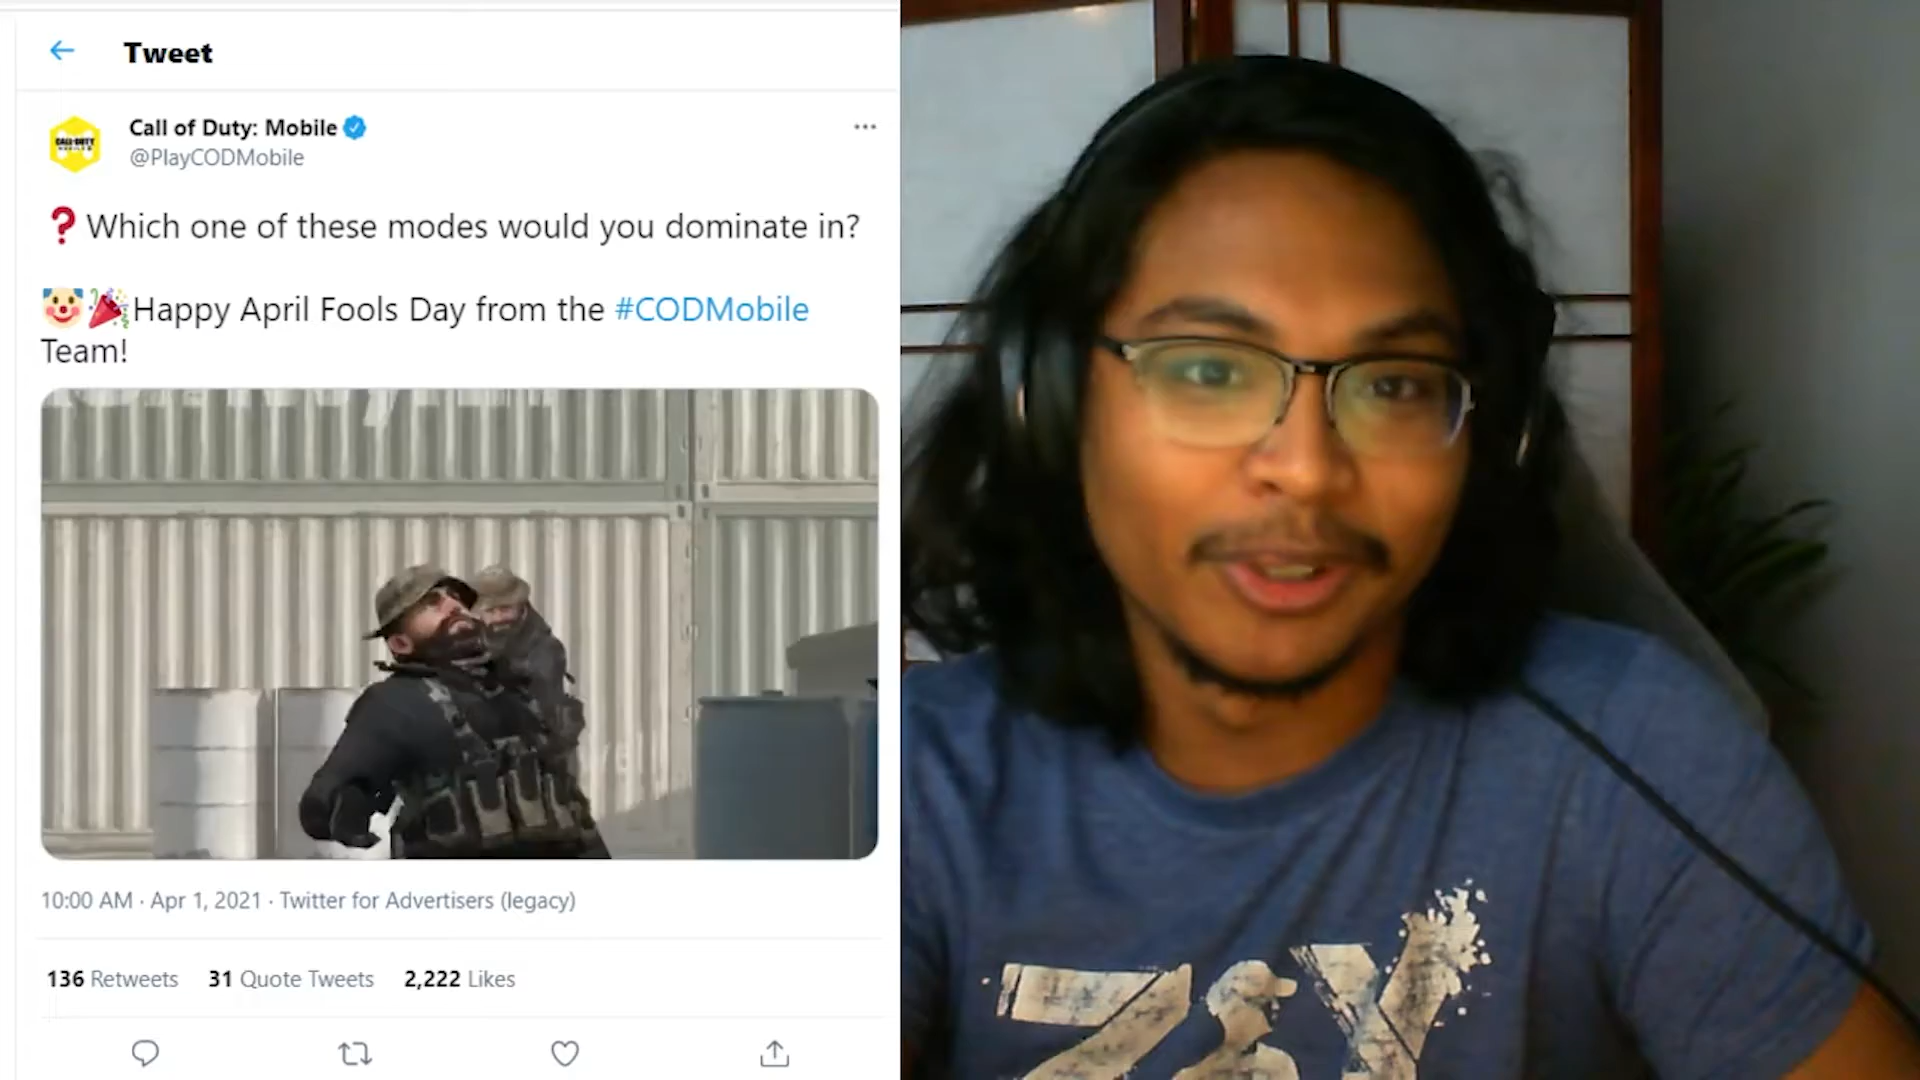 Tweet
Call of Duty: Mobile
@PlayCODMobile
❓Which one of these modes would you dominate in?
🤡🎉Happy April Fools Day from the #CODMobile
Team!
10:00 AM · Apr 1, 2021 · Twitter for Advertisers (legacy)
136 Retweets 31 Quote Tweets 2,222 Likes